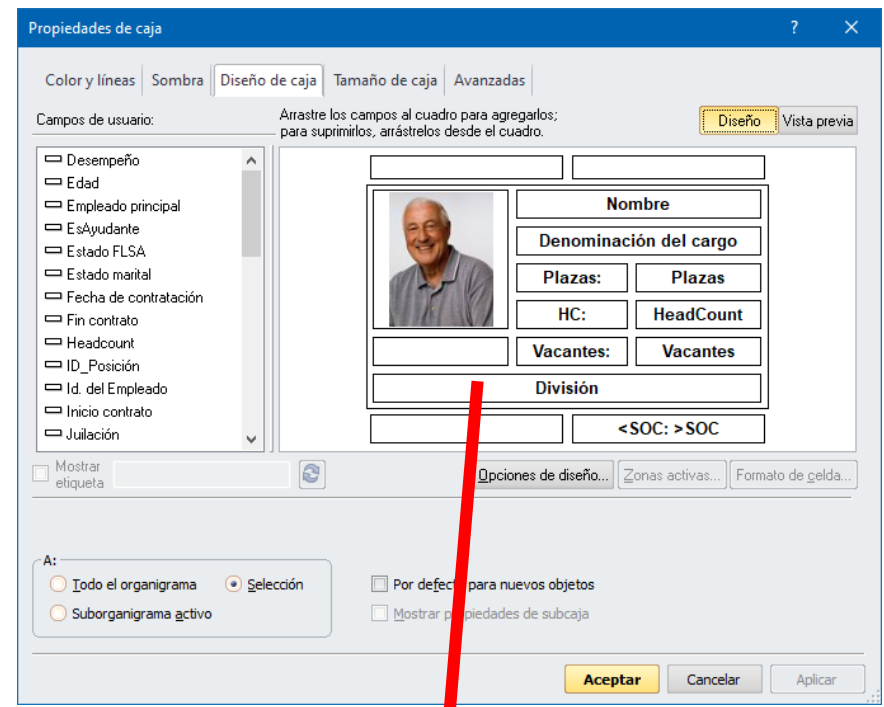 Propiedades de caja
Color y líneas Sombra Diseño de caja Tamaño de caja Avanzadas
Campos de usuario:
Arrastre los campos al cuadro para agregarlos;
para suprimirlos, arrástrelos desde el cuadro.
Diseño Vista previa
Desempeño
Edad
Empleado principal
EsAyudante
Estado FLSA
Estado marital
Fecha de contratación
Fin contrato
Headcount
ID_Posición
Id. del Empleado
Inicio contrato
Juilación
Nombre
Denominación del cargo
Plazas: Plazas
HC: HeadCount
Vacantes: Vacantes
División
<SOC: >SOC
Mostrar
etiqueta
Opciones de diseño... Zonas activas... Formato de celda...
A:
Todo el organigrama Selección
Suborganigrama activo
Por defecto para nuevos objetos
Mostrar propiedades de subcaja
Aceptar Cancelar Aplicar